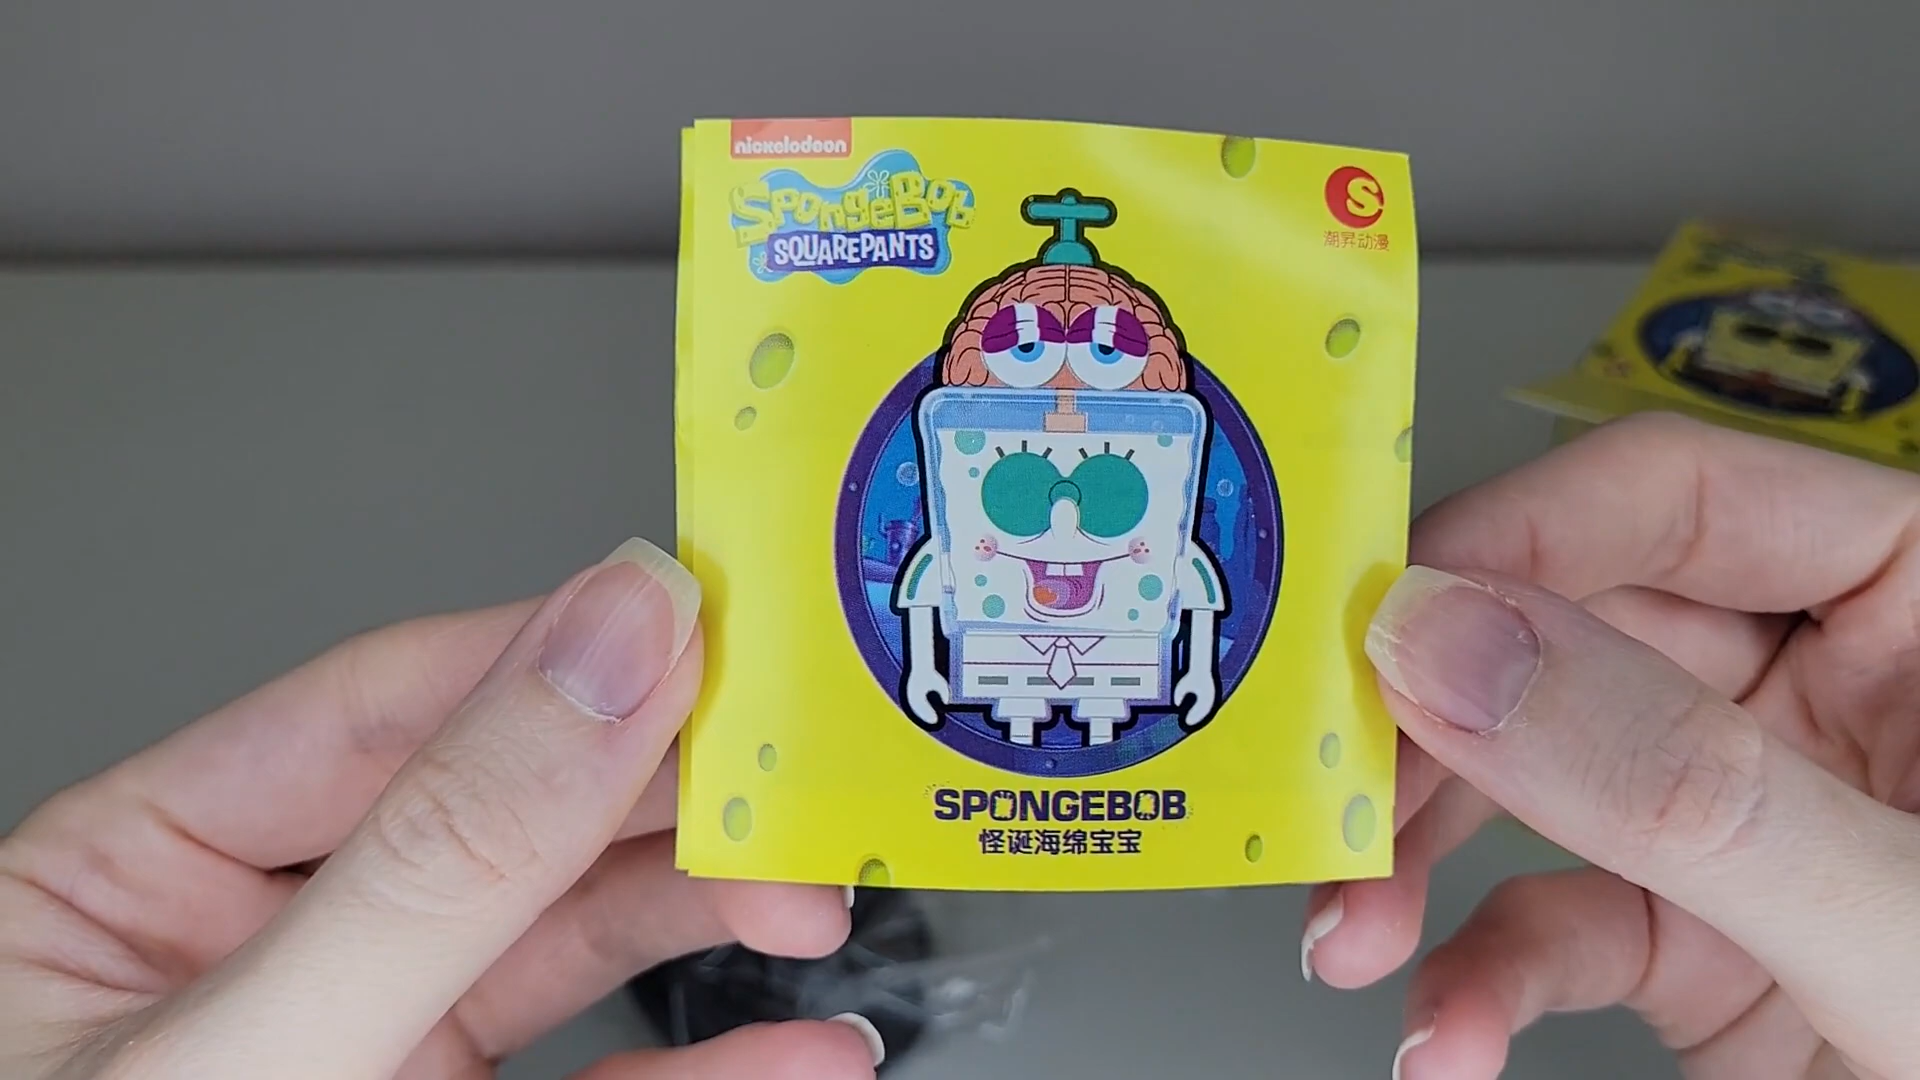 nickelodeon
SpongeBob
SQUAREPANTS
S
潮昇动漫
SPONGEBOB
怪诞海绵宝宝